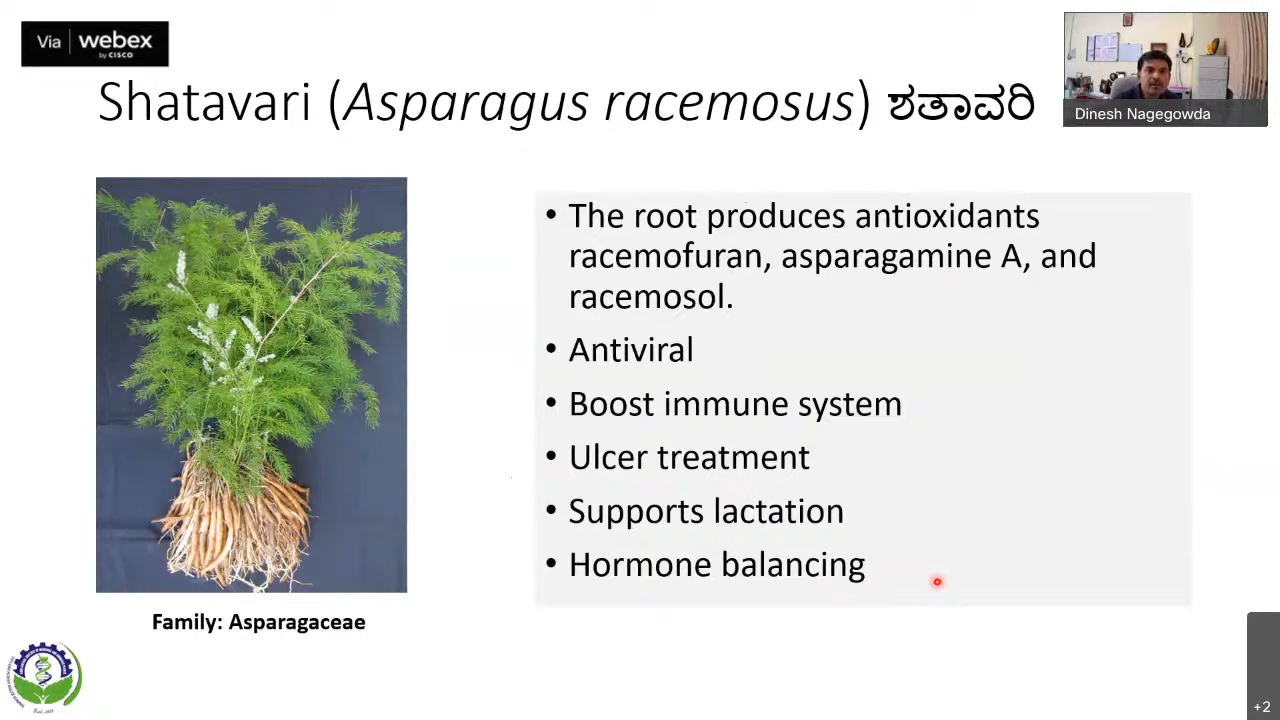 Via webex
by CISCO
Shatavari (Asparagus racemosus) ಶತಾವರಿ
Dinesh Nagegowda
• The root produces antioxidants
racemofuran, asparagamine A, and
racemosol.
• Antiviral
• Boost immune system
• Ulcer treatment
• Supports lactation
• Hormone balancing
Family: Asparagaceae
+2